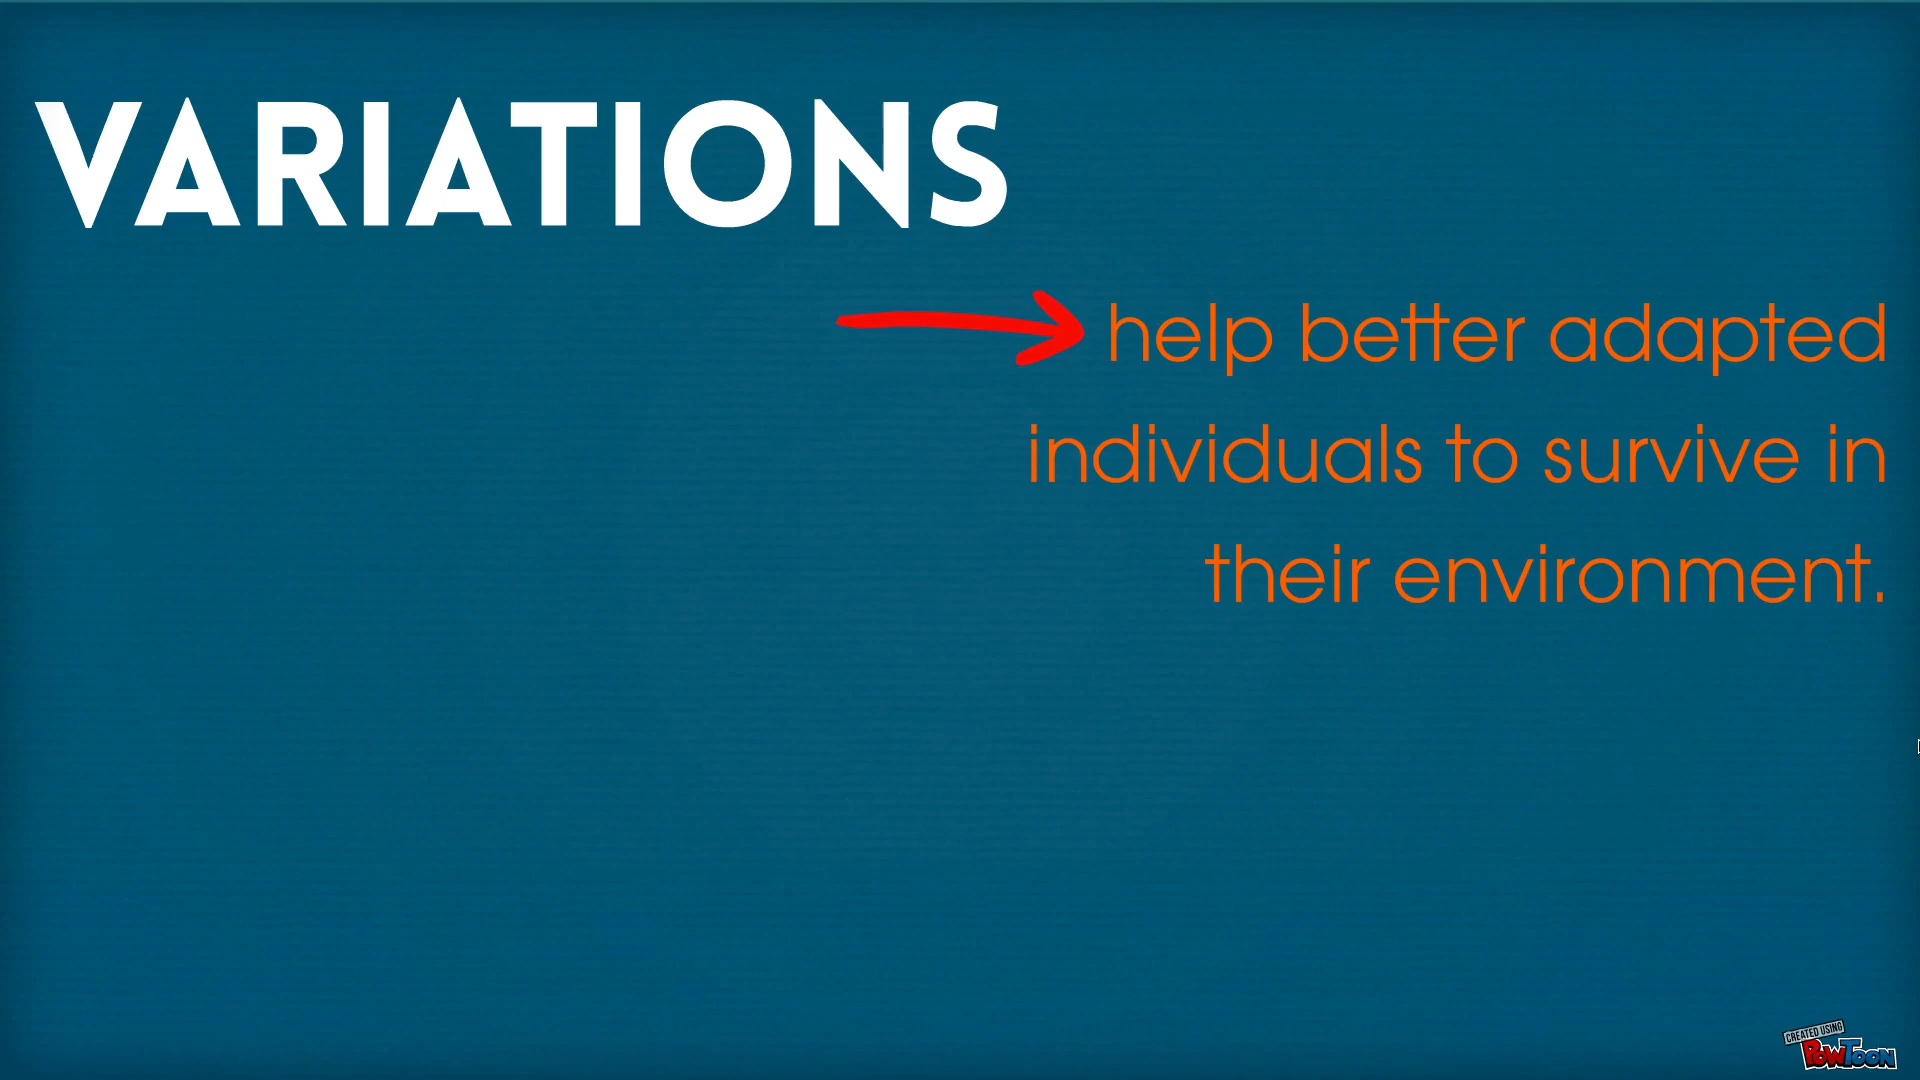 VARIATIONS
help better adapted
individuals to survive in
their environment.
CREATED USING
POWTOON